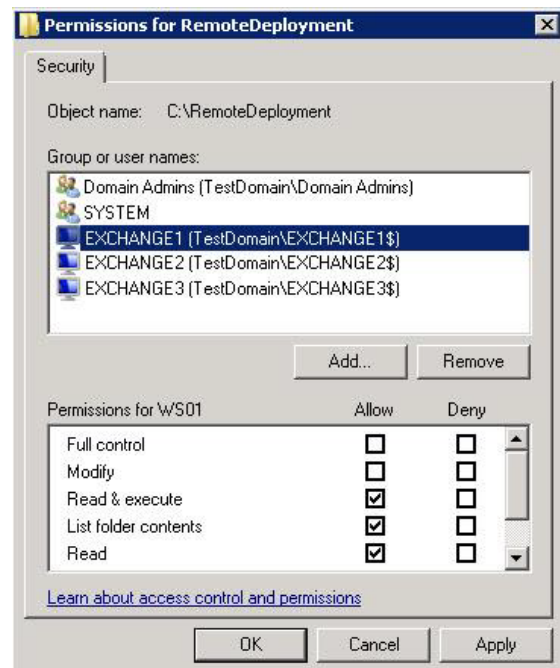 Permissions for RemoteDeployment
Security
Object name: C:\RemoteDeployment
Group or user names:
Domain Admins (TestDomain\Domain Admins)
SYSTEM
EXCHANGE1 (TestDomain\EXCHANGE1$)
EXCHANGE2 (TestDomain\EXCHANGE2$)
EXCHANGE3 (TestDomain\EXCHANGE3$)
Add... Remove
Permissions for WS01 Allow Deny
Full control
Modify
Read & execute
List folder contents
Read
Learn about access control and permissions
OK Cancel Apply